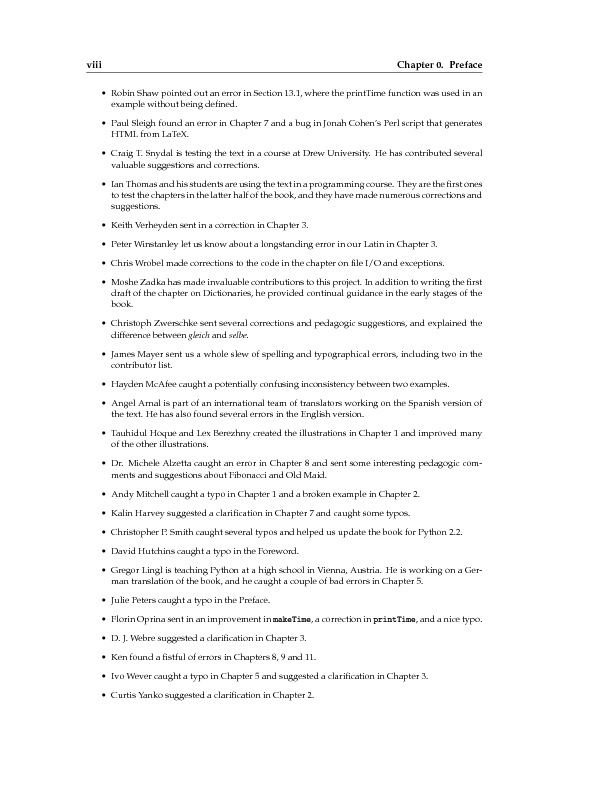 viii Chapter 0. Preface
• Robin Shaw pointed out an error in Section 13.1, where the printTime function was used in an
example without being defined.
• Paul Sleigh found an error in Chapter 7 and a bug in Jonah Cohen's Perl script that generates
HTML from LaTeX.
• Craig T. Snydal is testing the text in a course at Drew University. He has contributed several
valuable suggestions and corrections.
• Ian Thomas and his students are using the text in a programming course. They are the first ones
to test the chapters in the latter half of the book, and they have made numerous corrections and
suggestions.
• Keith Verheyden sent in a correction in Chapter 3.
• Peter Winstanley let us know about a longstanding error in our Latin in Chapter 3.
• Chris Wrobel made corrections to the code in the chapter on file I/O and exceptions.
• Moshe Zadka has made invaluable contributions to this project. In addition to writing the first
draft of the chapter on Dictionaries, he provided continual guidance in the early stages of the
book.
• Christoph Zwerschke sent several corrections and pedagogic suggestions, and explained the
difference between gleich and selbe.
• James Mayer sent us a whole slew of spelling and typographical errors, including two in the
contributor list.
• Hayden McAfee caught a potentially confusing inconsistency between two examples.
• Angel Arnal is part of an international team of translators working on the Spanish version of
the text. He has also found several errors in the English version.
• Tauhidul Hoque and Lex Berezhny created the illustrations in Chapter 1 and improved many
of the other illustrations.
• Dr. Michele Alzetta caught an error in Chapter 8 and sent some interesting pedagogic com-
ments and suggestions about Fibonacci and Old Maid.
• Andy Mitchell caught a typo in Chapter 1 and a broken example in Chapter 2.
• Kalin Harvey suggested a clarification in Chapter 7 and caught some typos.
• Christopher P. Smith caught several typos and helped us update the book for Python 2.2.
• David Hutchins caught a typo in the Foreword.
• Gregor Lingl is teaching Python at a high school in Vienna, Austria. He is working on a Ger-
man translation of the book, and he caught a couple of bad errors in Chapter 5.
• Julie Peters caught a typo in the Preface.
• Florin Oprina sent in an improvement in makeTime, a correction in printTime, and a nice typo.
• D. J. Webre suggested a clarification in Chapter 3.
• Ken found a fistful of errors in Chapters 8, 9 and 11.
• Ivo Wever caught a typo in Chapter 5 and suggested a clarification in Chapter 3.
• Curtis Yanko suggested a clarification in Chapter 2.